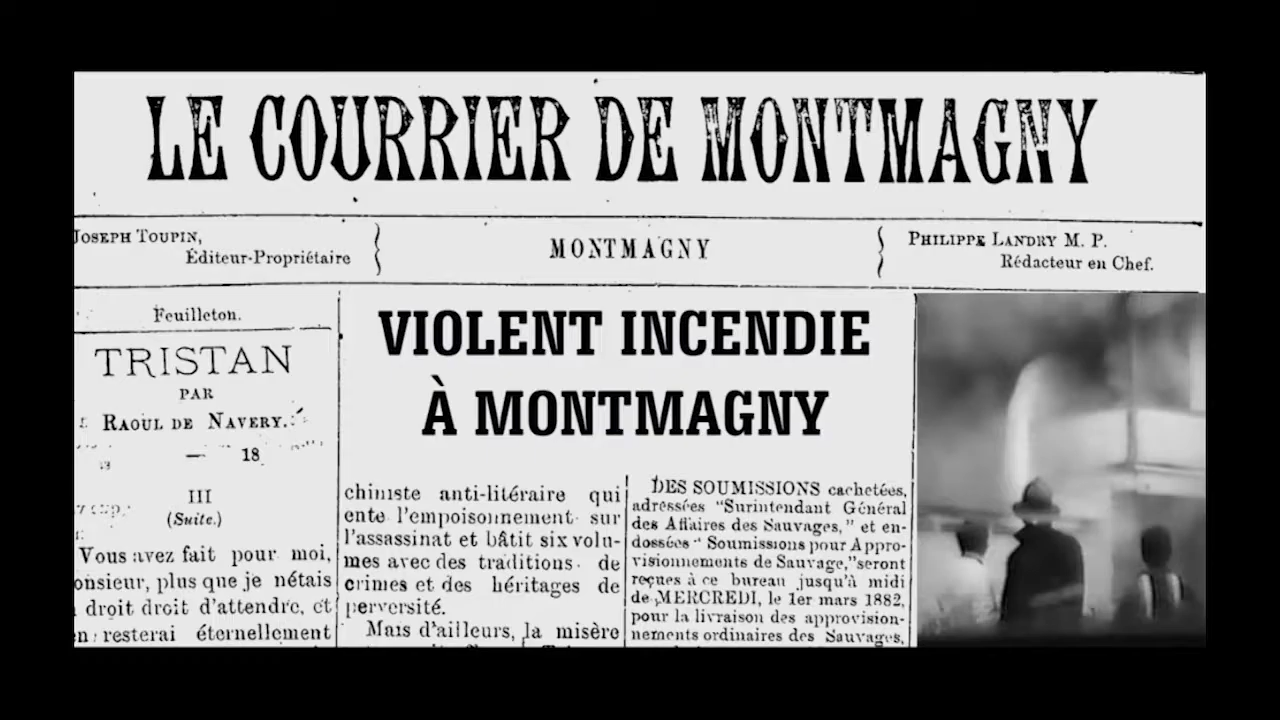 LE COURRIER DE MONTMAGNY
JOSEPH TOUPIN,
Éditeur-Propriétaire
MONTMAGNY
PHILIPPE LANDRY M. P.
Rédacteur en Chef.
Feuilleton.
TRISTAN
PAR
RAOUL DE NAVERY.
— 18
III
(Suite.)
Vous avez fait pour moi,
onsieur, plus que je nétais
droit droit d'attendre, et
resterai éternellement
VIOLENT INCENDIE
À MONTMAGNY
chimiste anti-litéraire qui
ente l'empoisonnement sur
l'assassinat et bâtit six volu-
mes avec des traditions de
crimes et des héritages de
perversité.
Mais d'ailleurs, la misère
DES SOUMISSIONS cachetées,
adressées "Surintendant Général
des Affaires des Sauvages," et en-
dossées "Soumissions pour Appro-
visionnements de Sauvage,"seront
reçues à ce bureau jusqu'à midi
de MERCREDI, le 1er mars 1882,
pour la livraison des approvision-
nements ordinaires des Sauvages,